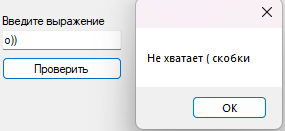 Введите выражение
о))
Проверить
Не хватает ( скобки
OK